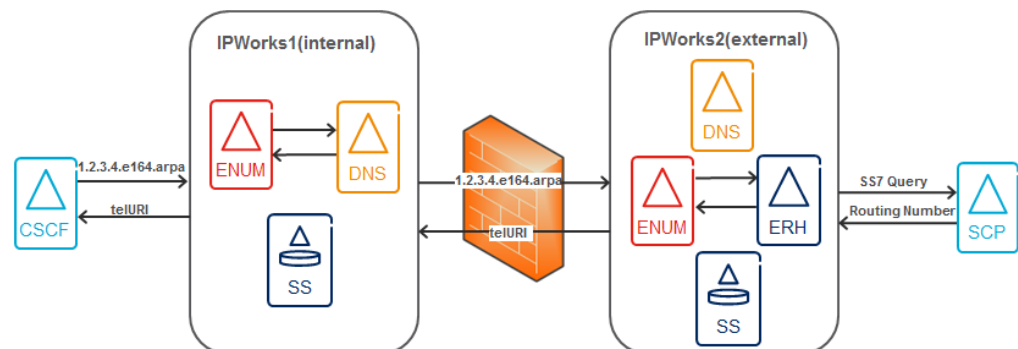 IPWorks1(internal)
IPWorks2(external)
DNS
ENUM
DNS
1.2.3.4.e164.arpa
CSCF
telURI
1.2.3.4.e164.arpa
telURI
SS
ENUM
ERH
SS7 Query
Routing Number
SCP
SS